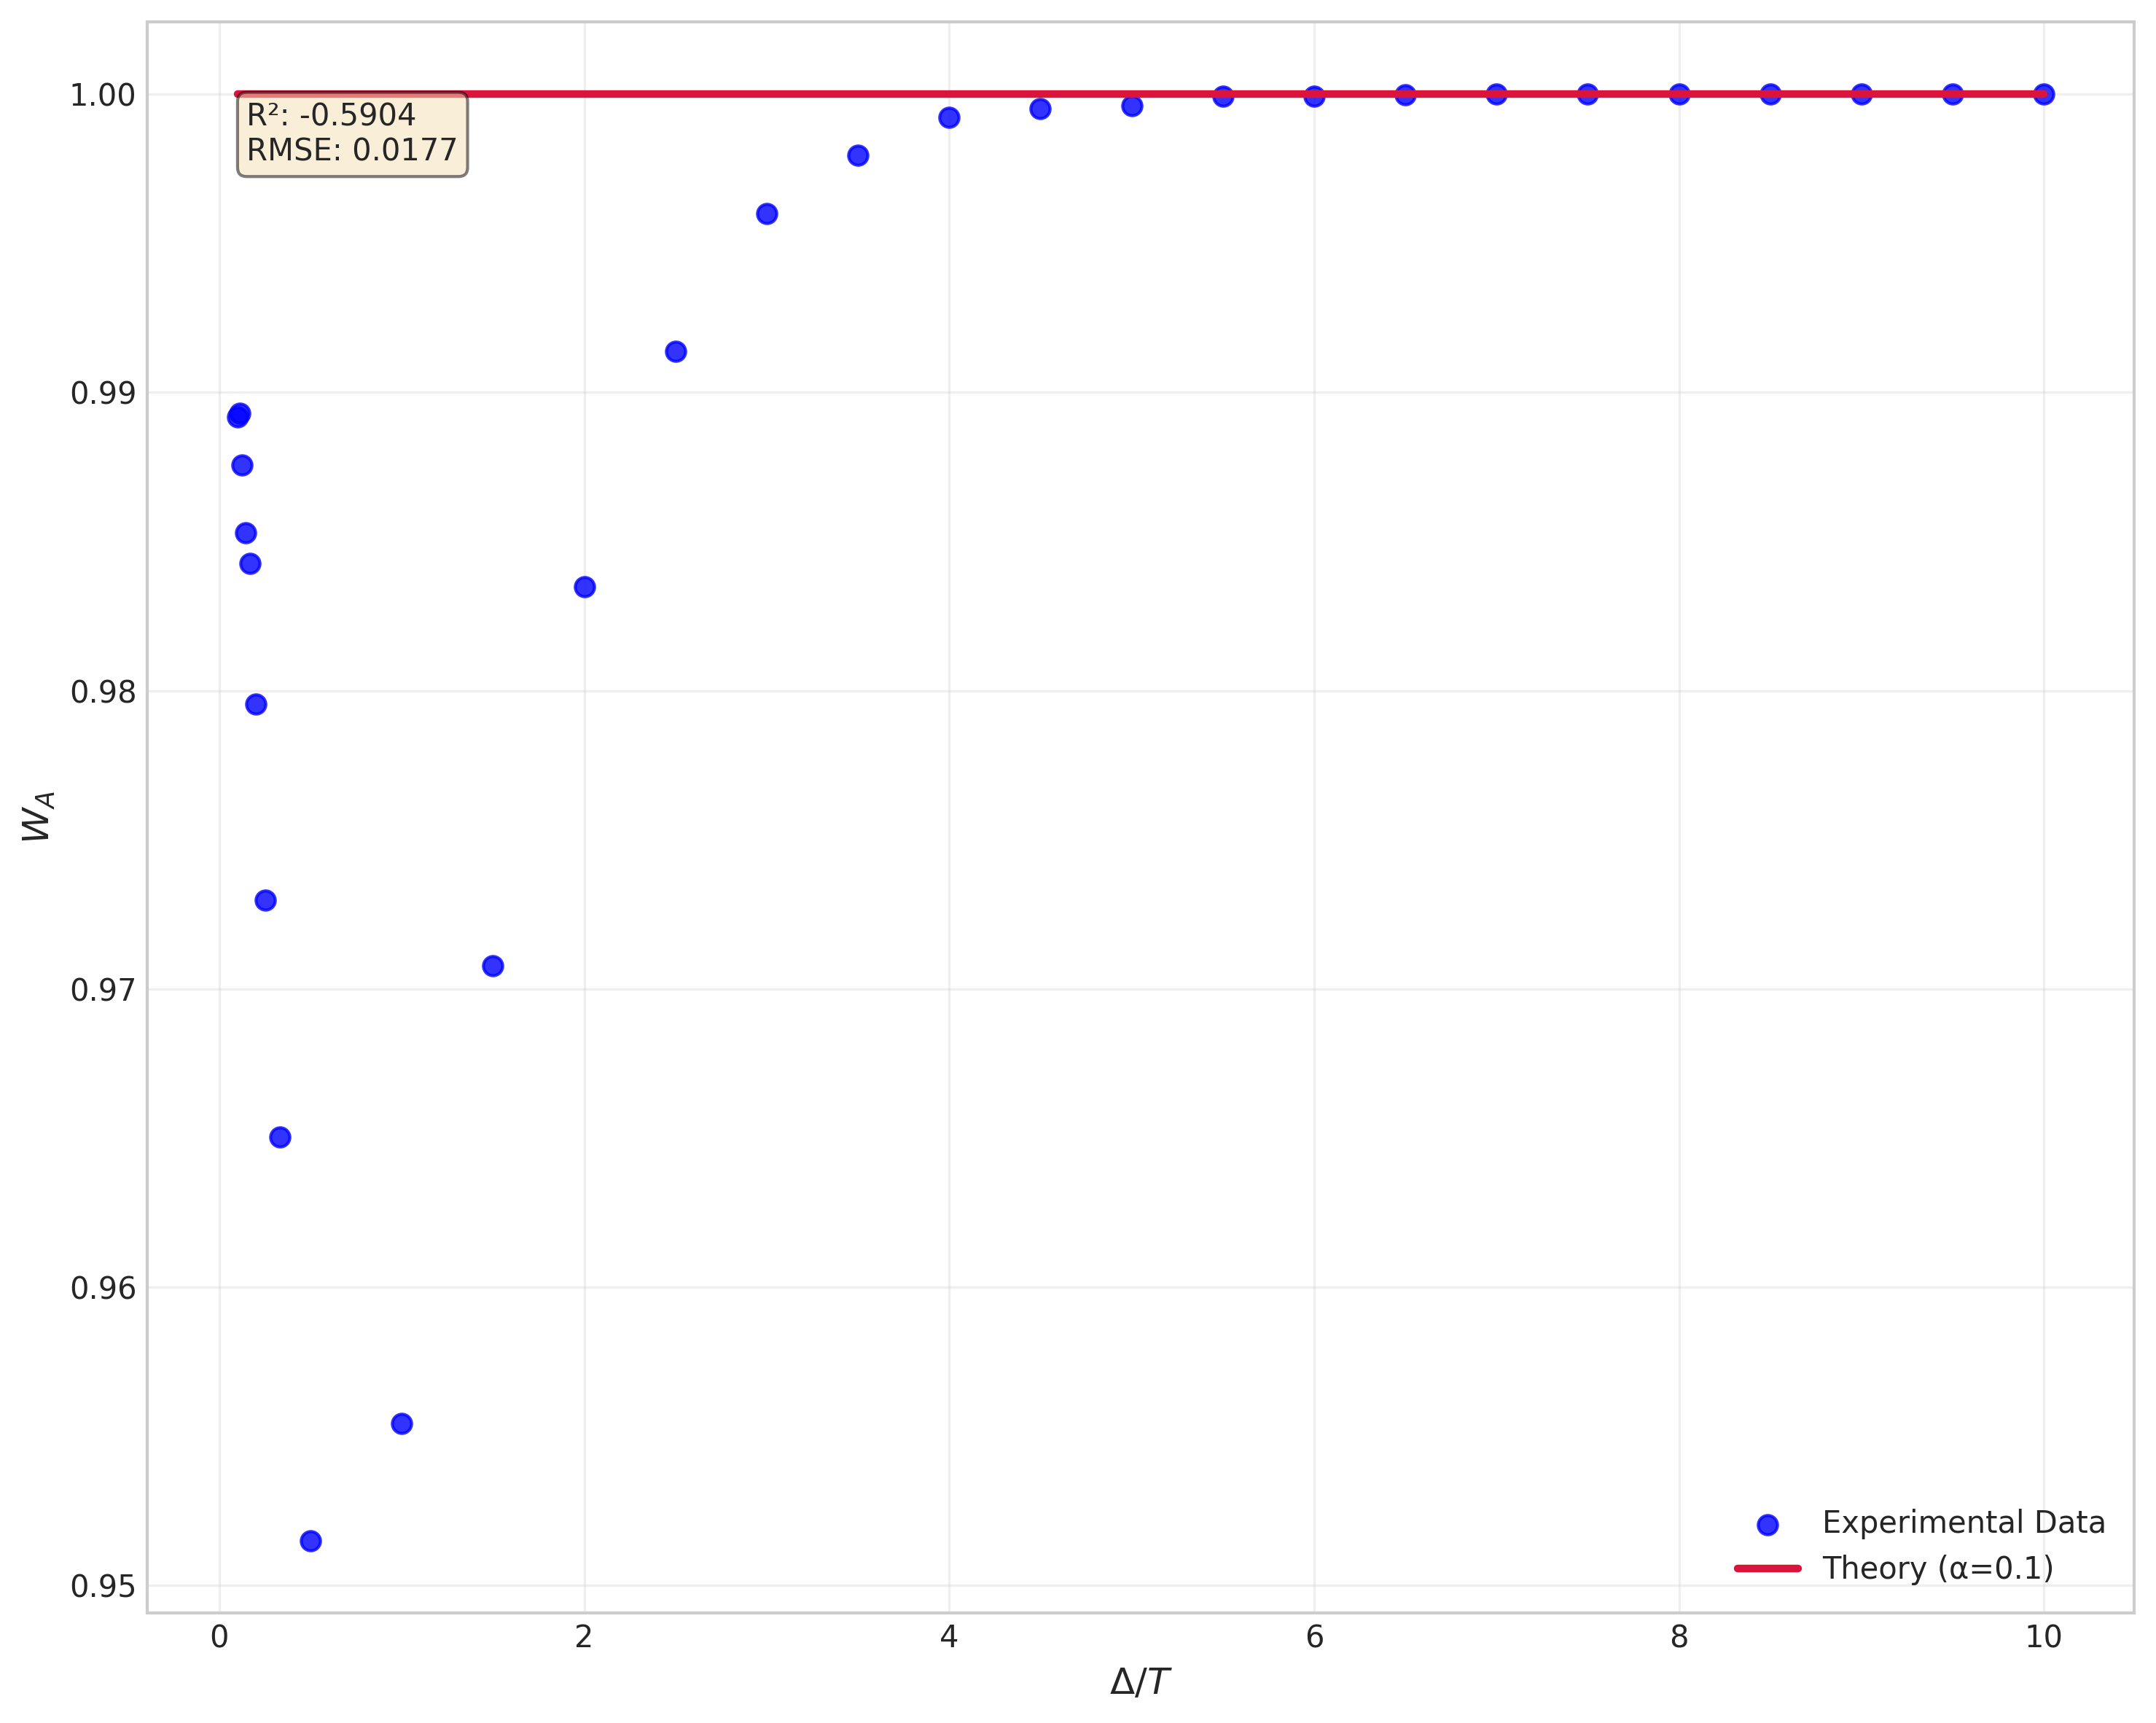 1.00
0.99
0.98
0.97
0.96
0.95
W_A
R²: -0.5904
RMSE: 0.0177
Experimental Data
Theory (α=0.1)
0 2 4 6 8 10
Δ/T